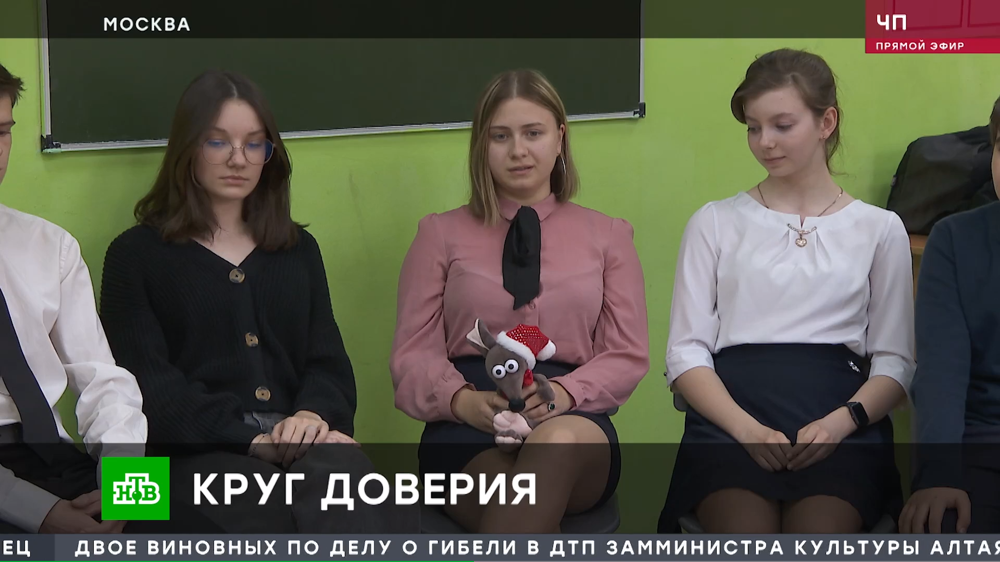 МОСКВА
ЧП
ПРЯМОЙ ЭФИР
НТВ
КРУГ ДОВЕРИЯ
ЕЦ ДВОЕ ВИНОВНЫХ ПО ДЕЛУ О ГИБЕЛИ В ДТП ЗАММИНИСТРА КУЛЬТУРЫ АЛТАЯ